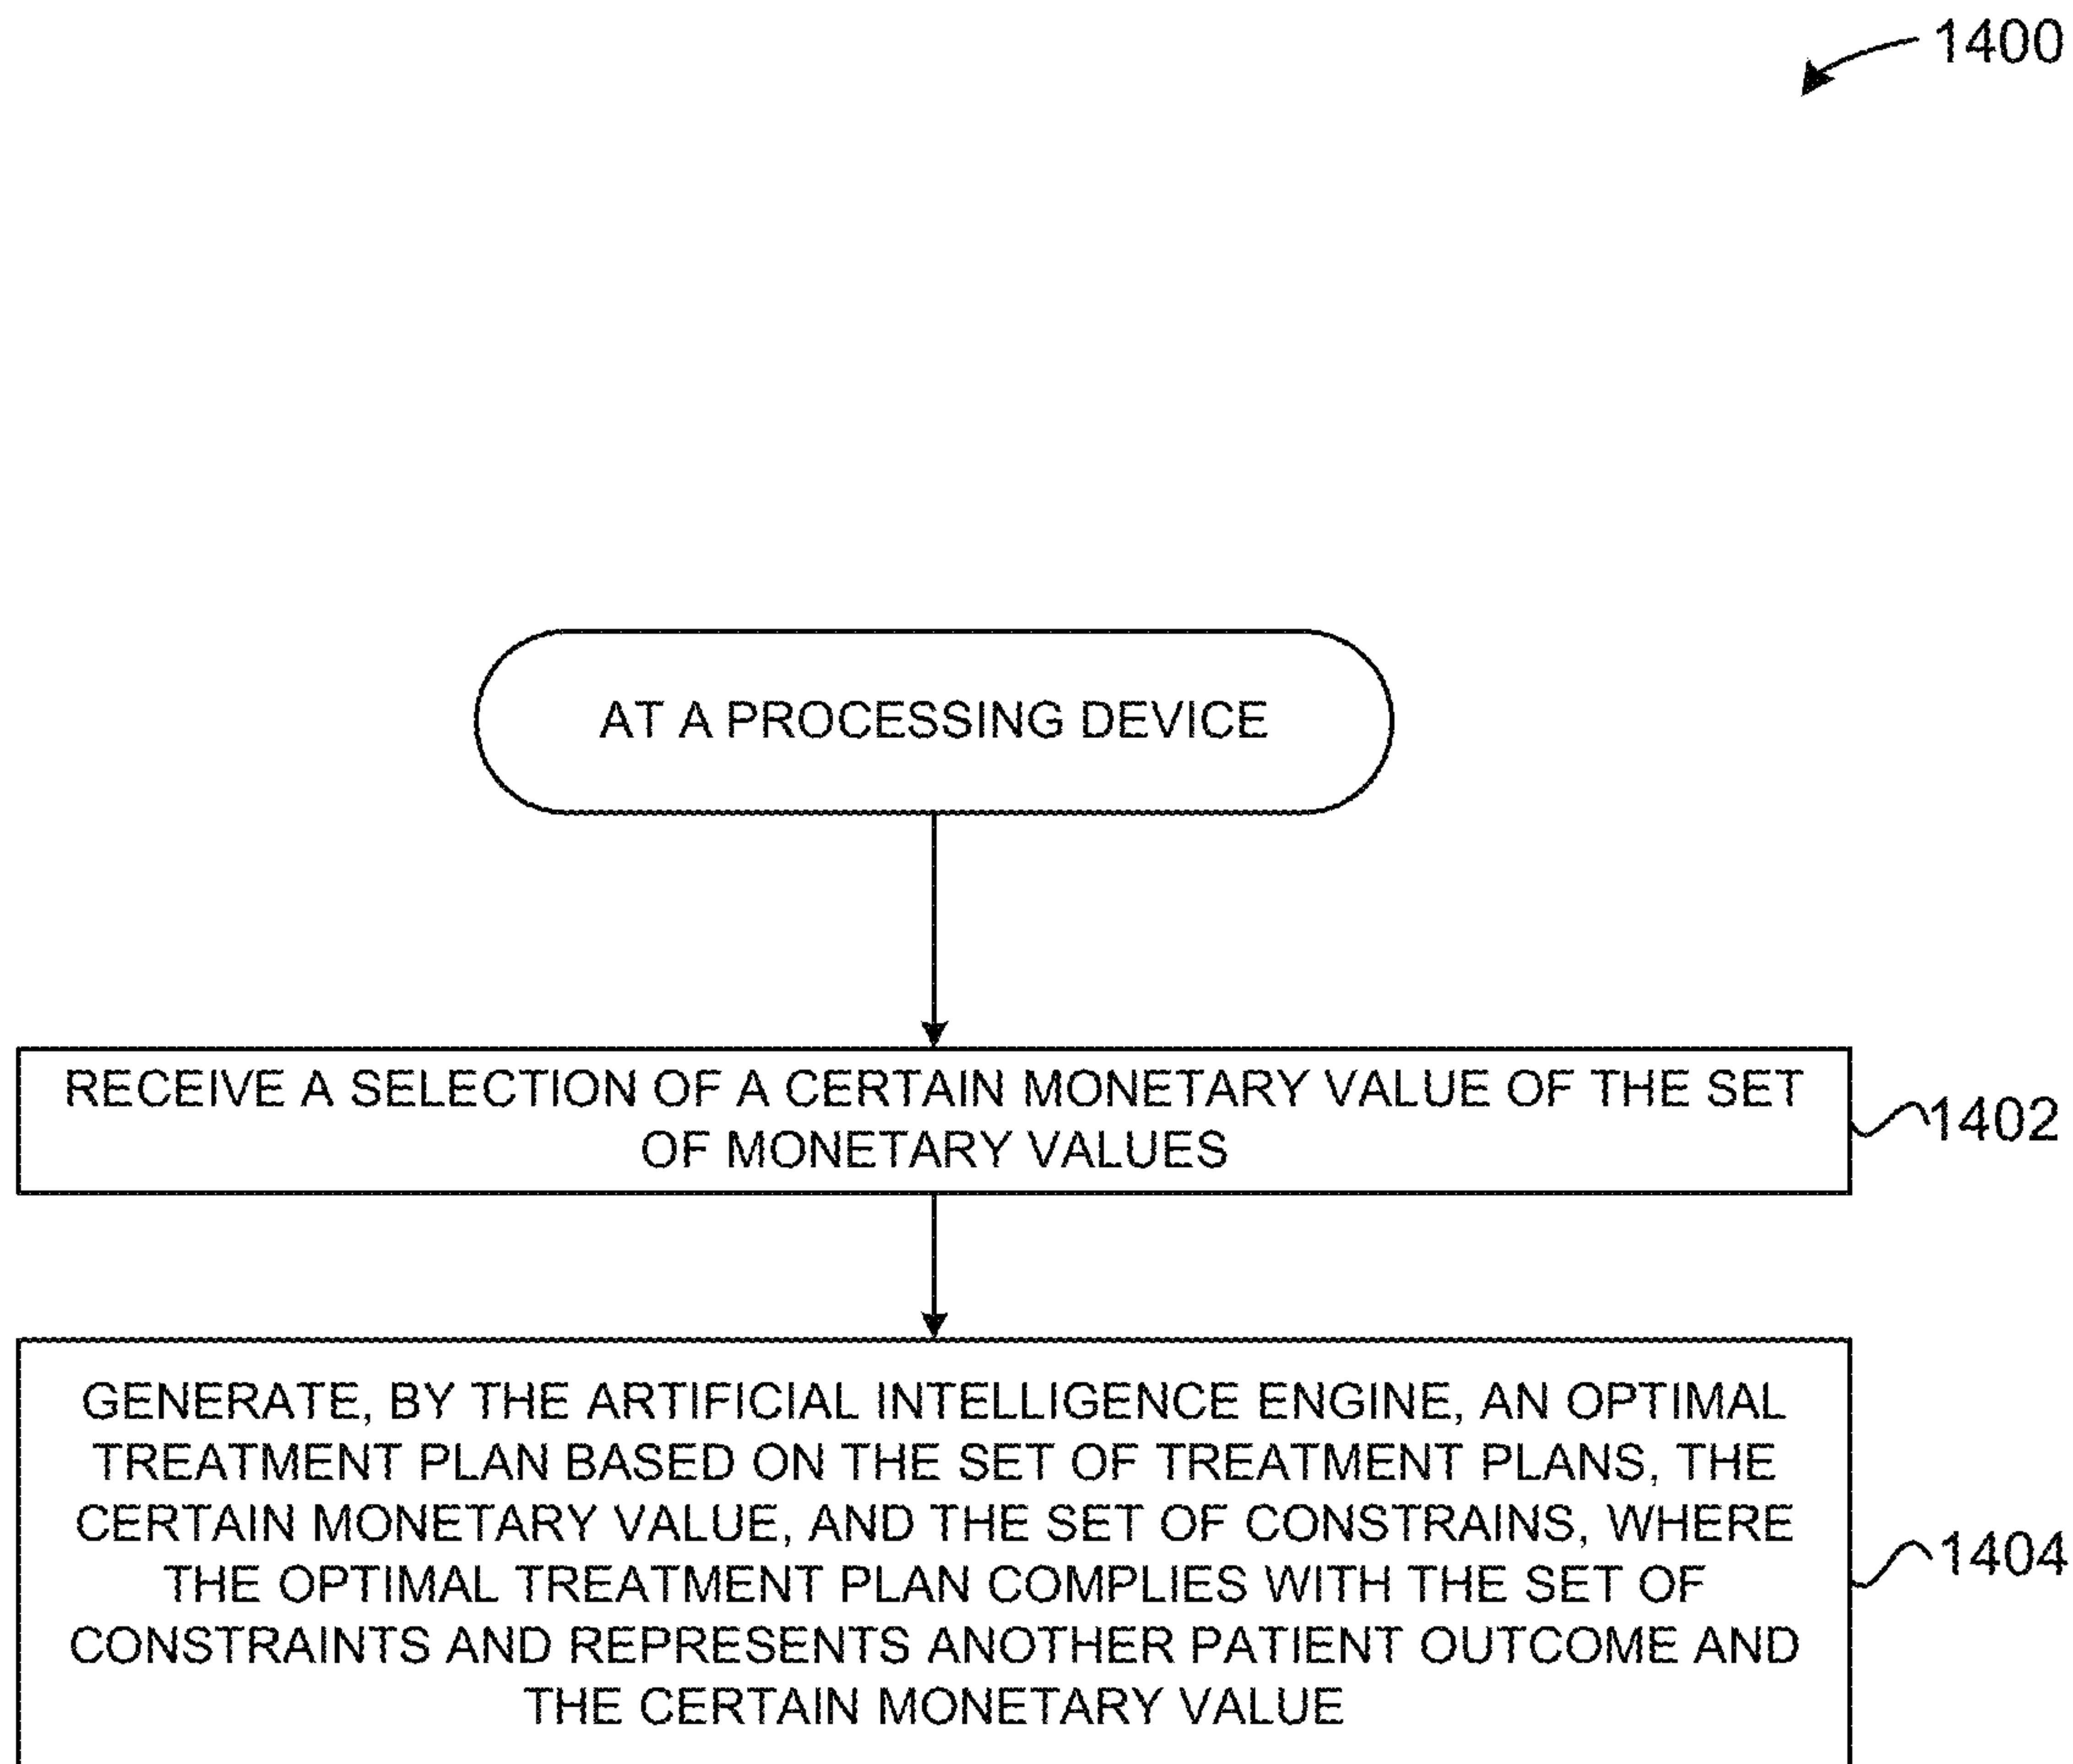 1400
AT A PROCESSING DEVICE
RECEIVE A SELECTION OF A CERTAIN MONETARY VALUE OF THE SET
OF MONETARY VALUES
1402
GENERATE, BY THE ARTIFICIAL INTELLIGENCE ENGINE, AN OPTIMAL
TREATMENT PLAN BASED ON THE SET OF TREATMENT PLANS, THE
CERTAIN MONETARY VALUE, AND THE SET OF CONSTRAINS, WHERE
THE OPTIMAL TREATMENT PLAN COMPLIES WITH THE SET OF
CONSTRAINTS AND REPRESENTS ANOTHER PATIENT OUTCOME AND
THE CERTAIN MONETARY VALUE
1404